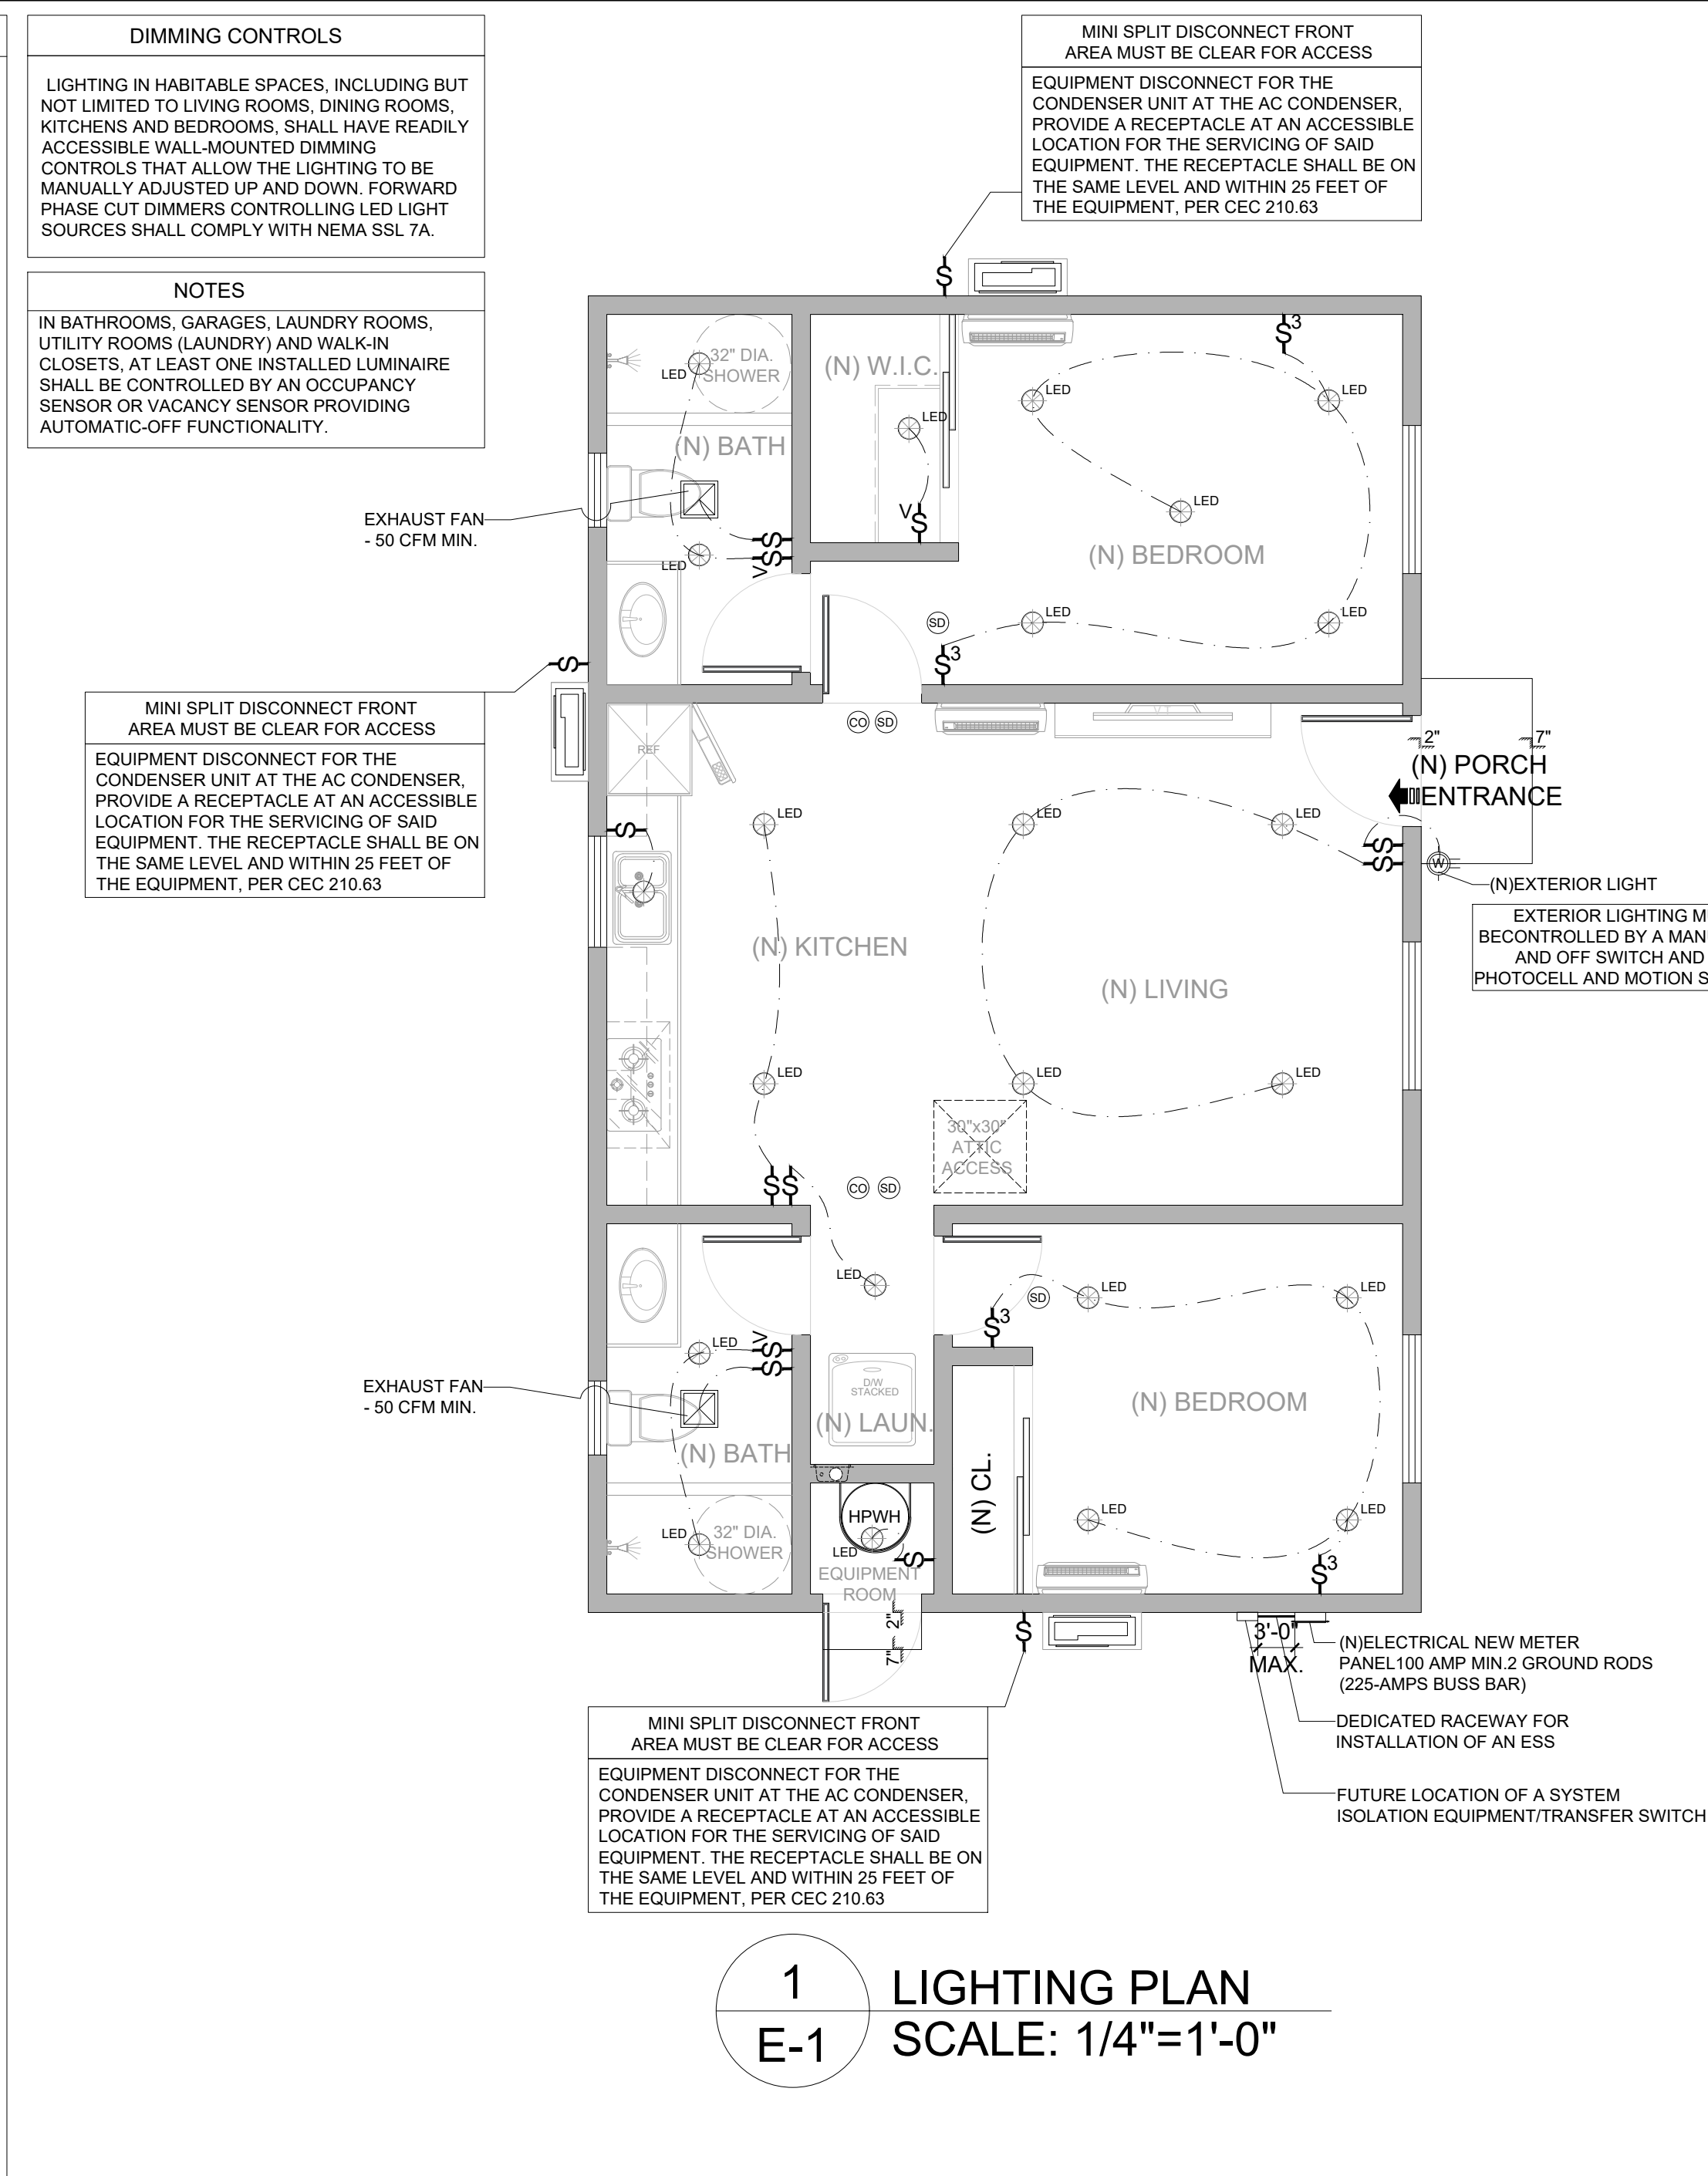 DIMMING CONTROLS
LIGHTING IN HABITABLE SPACES, INCLUDING BUT
NOT LIMITED TO LIVING ROOMS, DINING ROOMS,
KITCHENS AND BEDROOMS, SHALL HAVE READILY
ACCESSIBLE WALL-MOUNTED DIMMING
CONTROLS THAT ALLOW THE LIGHTING TO BE
MANUALLY ADJUSTED UP AND DOWN. FORWARD
PHASE CUT DIMMERS CONTROLLING LED LIGHT
SOURCES SHALL COMPLY WITH NEMA SSL 7A.
NOTES
IN BATHROOMS, GARAGES, LAUNDRY ROOMS,
UTILITY ROOMS (LAUNDRY) AND WALK-IN
CLOSETS, AT LEAST ONE INSTALLED LUMINAIRE
SHALL BE CONTROLLED BY AN OCCUPANCY
SENSOR OR VACANCY SENSOR PROVIDING
AUTOMATIC-OFF FUNCTIONALITY.
MINI SPLIT DISCONNECT FRONT
AREA MUST BE CLEAR FOR ACCESS
EQUIPMENT DISCONNECT FOR THE
CONDENSER UNIT AT THE AC CONDENSER,
PROVIDE A RECEPTACLE AT AN ACCESSIBLE
LOCATION FOR THE SERVICING OF SAID
EQUIPMENT. THE RECEPTACLE SHALL BE ON
THE SAME LEVEL AND WITHIN 25 FEET OF
THE EQUIPMENT, PER CEC 210.63
S
32" DIA.
SHOWER
LED
(N) BATH
EXHAUST FAN
- 50 CFM MIN.
S
S
V
LED
(N) W.I.C.
LED
V
S
S3
LED
LED
LED
(N) BEDROOM
SD
LED
LED
S3
S
MINI SPLIT DISCONNECT FRONT
AREA MUST BE CLEAR FOR ACCESS
EQUIPMENT DISCONNECT FOR THE
CONDENSER UNIT AT THE AC CONDENSER,
PROVIDE A RECEPTACLE AT AN ACCESSIBLE
LOCATION FOR THE SERVICING OF SAID
EQUIPMENT. THE RECEPTACLE SHALL BE ON
THE SAME LEVEL AND WITHIN 25 FEET OF
THE EQUIPMENT, PER CEC 210.63
REF
CO SD
2"
7"
(N) PORCH
ENTRANCE
S
LED
LED
LED
S
S
W
(N)EXTERIOR LIGHT
EXTERIOR LIGHTING M
BECONTROLLED BY A MAN
AND OFF SWITCH AND
PHOTOCELL AND MOTION S
(N) KITCHEN
(N) LIVING
LED
LED
LED
30"x30"
ATTIC
ACCESS
SS
CO SD
LED
LED
V
S
S
EXHAUST FAN
- 50 CFM MIN.
(N) BATH
LED
32" DIA.
SHOWER
D/W
STACKED
(N) LAUN.
HPWH
LED
S
EQUIPMENT
ROOM
2"
7"
SD
LED
LED
S3
(N) BEDROOM
(N) CL.
LED
LED
S3
S
3'-0"
MAX.
(N)ELECTRICAL NEW METER
PANEL100 AMP MIN.2 GROUND RODS
(225-AMPS BUSS BAR)
DEDICATED RACEWAY FOR
INSTALLATION OF AN ESS
FUTURE LOCATION OF A SYSTEM
ISOLATION EQUIPMENT/TRANSFER SWITCH
MINI SPLIT DISCONNECT FRONT
AREA MUST BE CLEAR FOR ACCESS
EQUIPMENT DISCONNECT FOR THE
CONDENSER UNIT AT THE AC CONDENSER,
PROVIDE A RECEPTACLE AT AN ACCESSIBLE
LOCATION FOR THE SERVICING OF SAID
EQUIPMENT. THE RECEPTACLE SHALL BE ON
THE SAME LEVEL AND WITHIN 25 FEET OF
THE EQUIPMENT, PER CEC 210.63
1
E-1
LIGHTING PLAN
SCALE: 1/4"=1'-0"